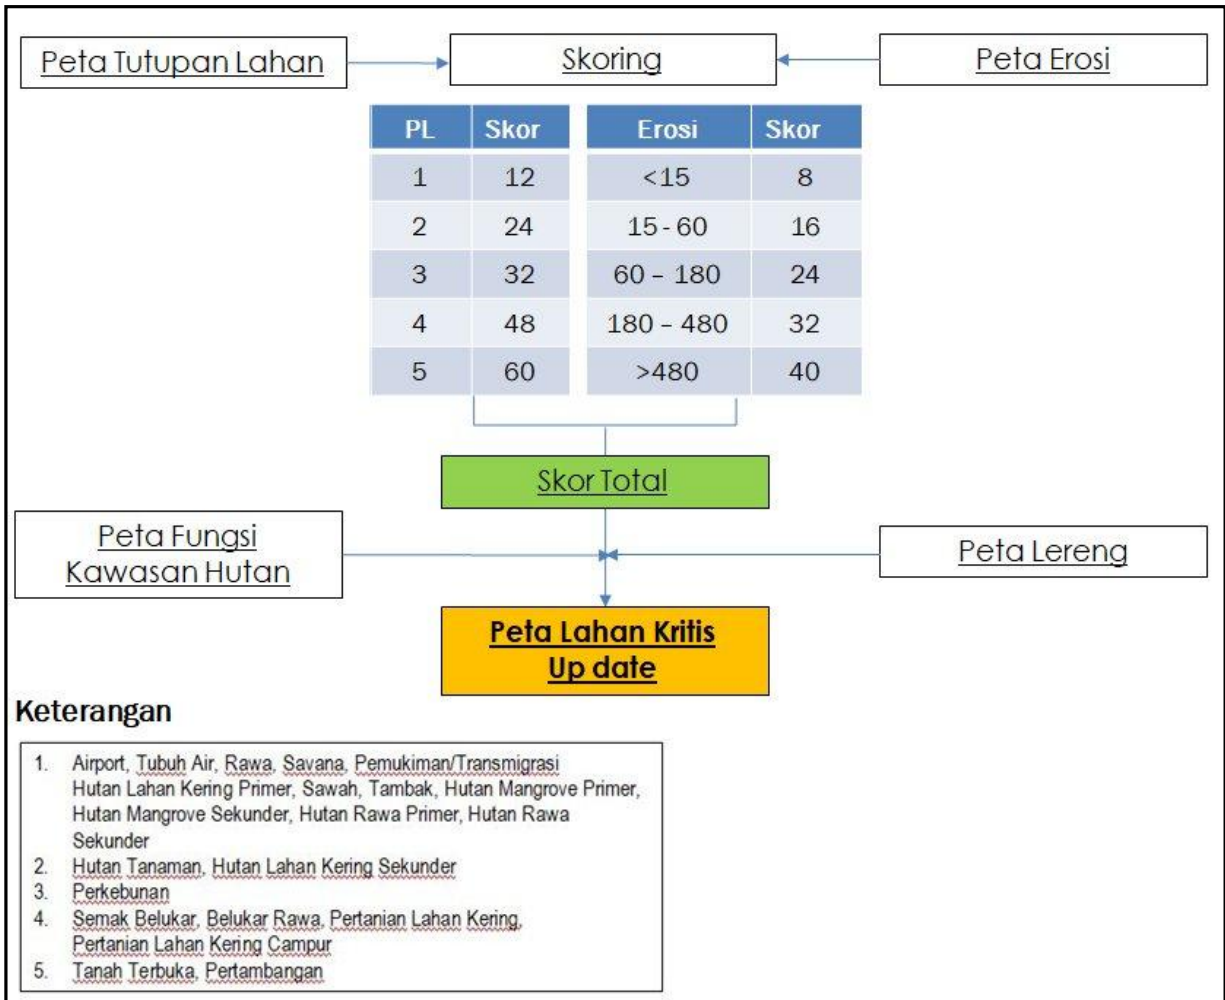 Peta Tutupan Lahan
Skoring
Peta Erosi
PL Skor Erosi Skor
1 12 <15 8
2 24 15 - 60 16
3 32 60 – 180 24
4 48 180 – 480 32
5 60 >480 40
Skor Total
Peta Fungsi
Kawasan Hutan
Peta Lereng
Peta Lahan Kritis
Up date
Keterangan
1. Airport, Tubuh Air, Rawa, Savana, Pemukiman/Transmigrasi
Hutan Lahan Kering Primer, Sawah, Tambak, Hutan Mangrove Primer,
Hutan Mangrove Sekunder, Hutan Rawa Primer, Hutan Rawa
Sekunder
2. Hutan Tanaman, Hutan Lahan Kering Sekunder
3. Perkebunan
4. Semak Belukar, Belukar Rawa, Pertanian Lahan Kering,
Pertanian Lahan Kering Campur
5. Tanah Terbuka, Pertambangan